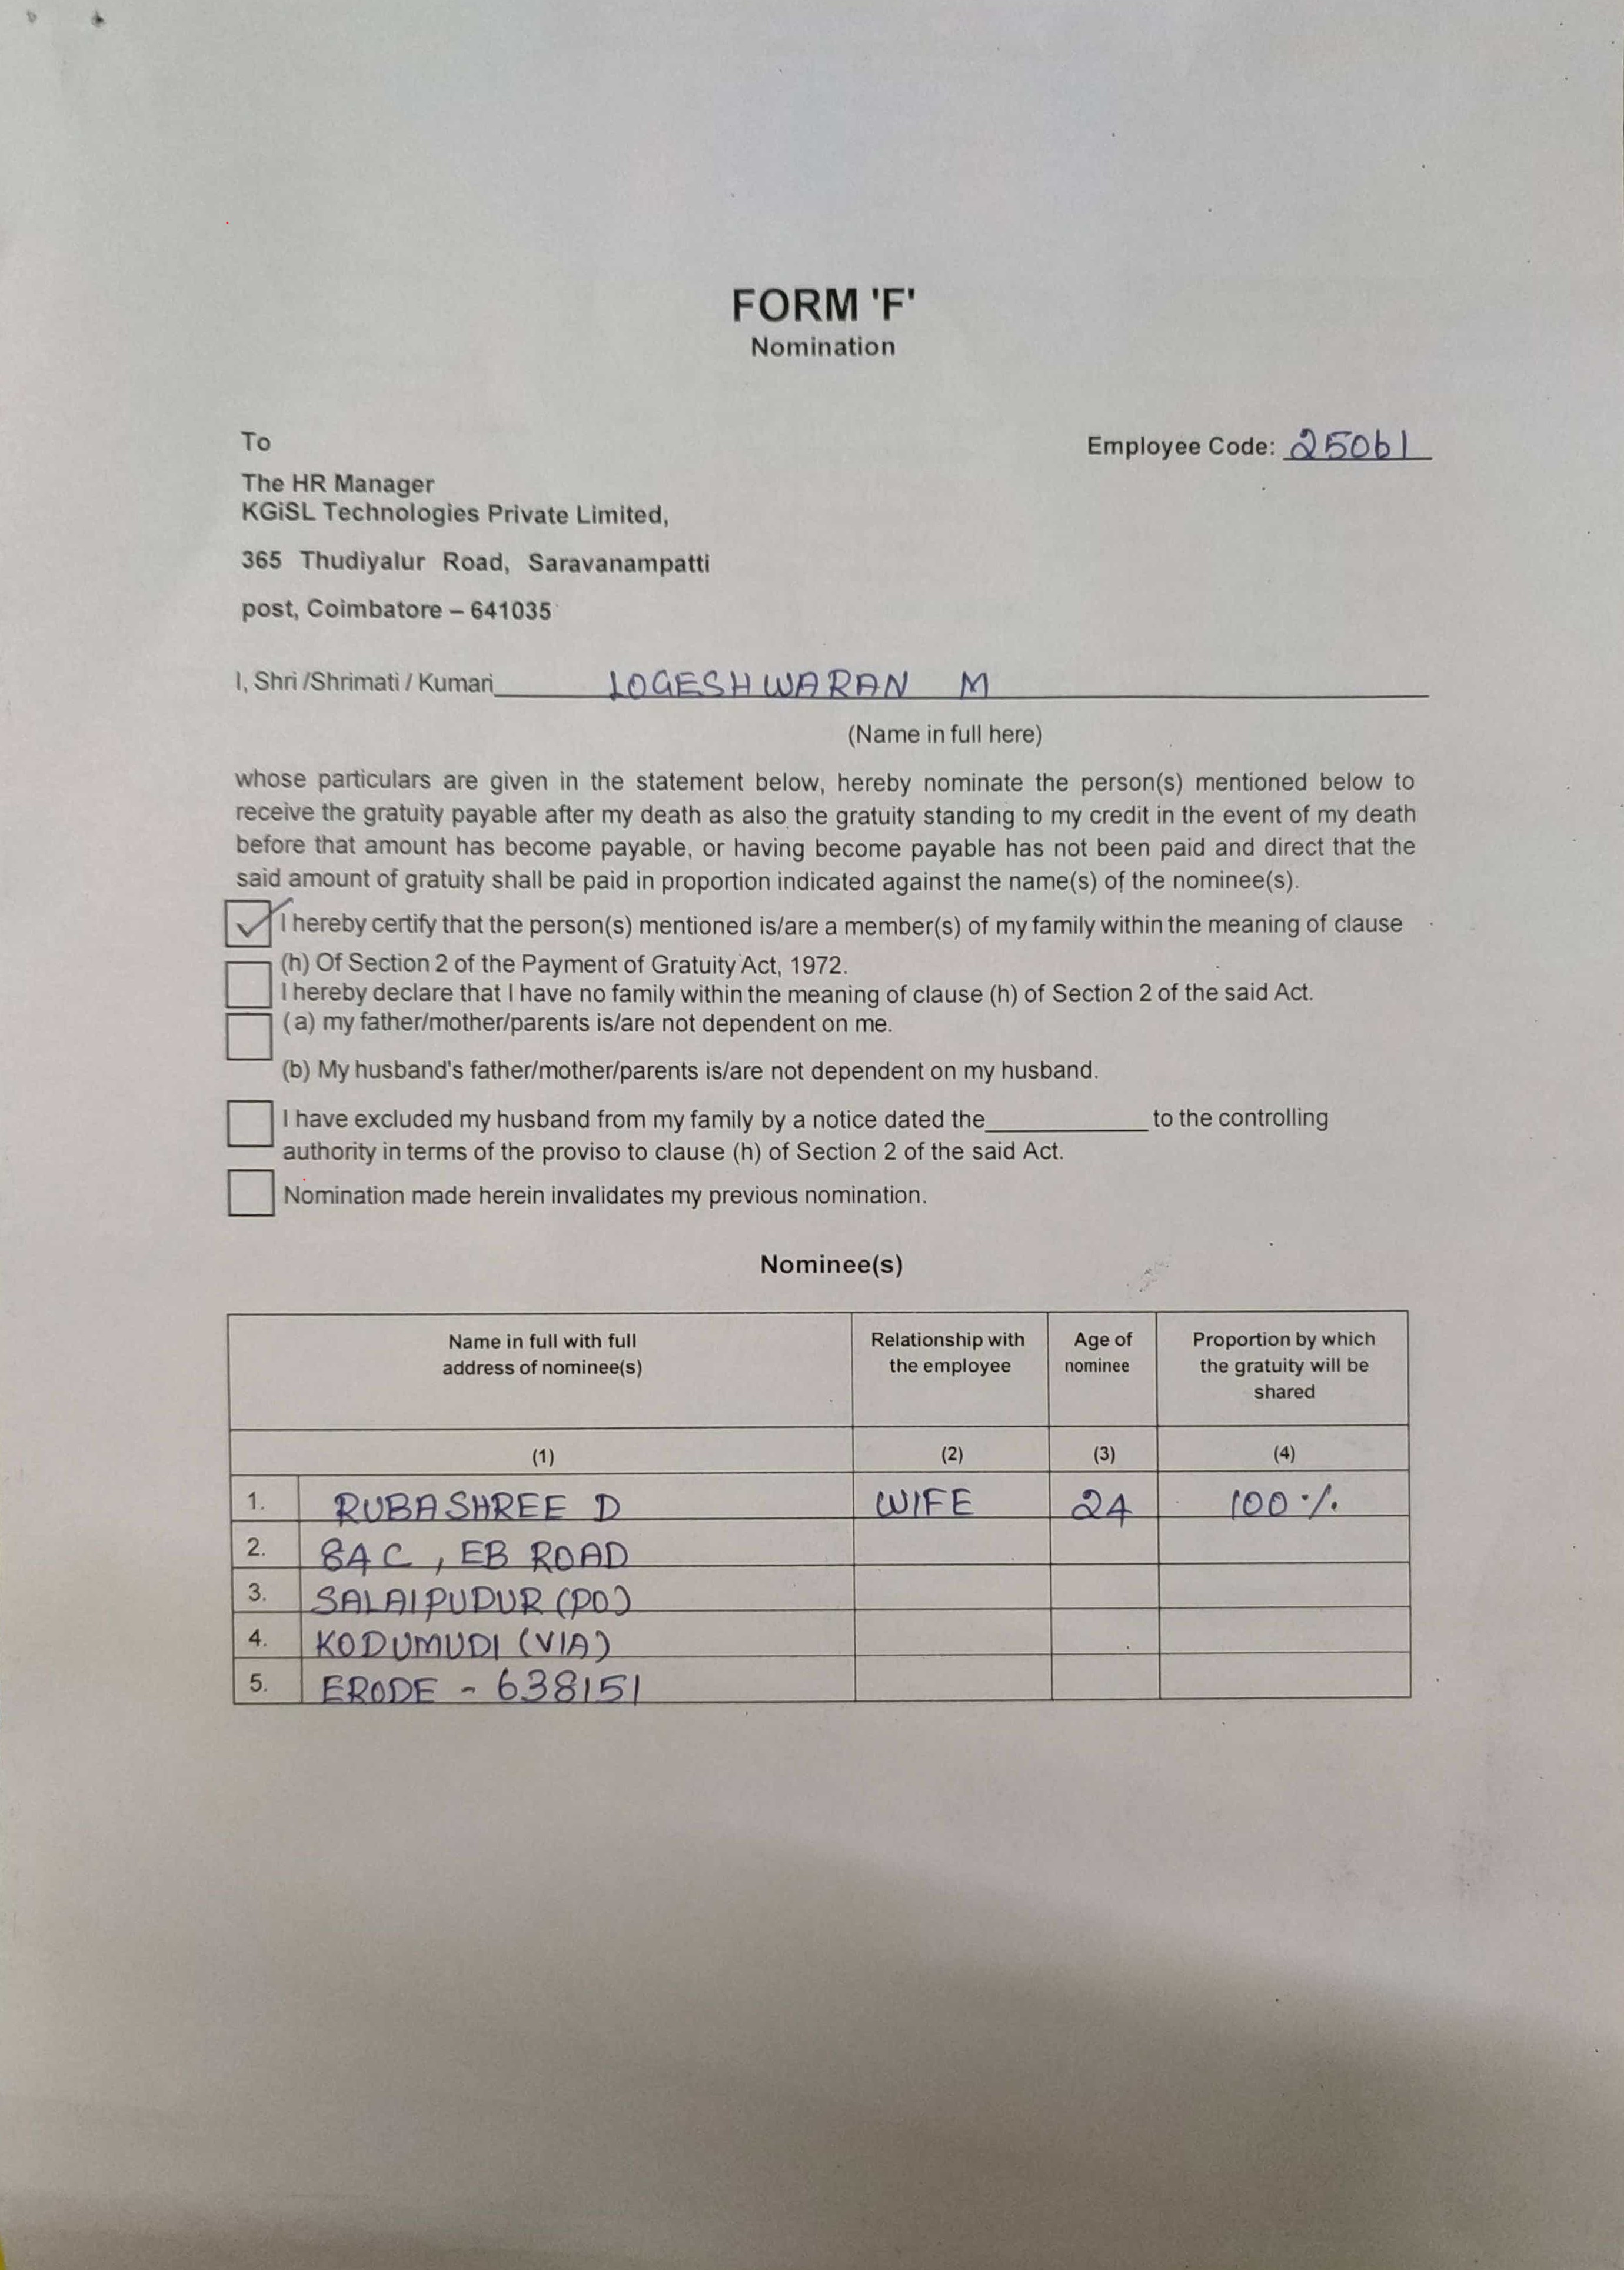 FORM 'F'
Nomination
To
Employee Code: 25061
The HR Manager
KGiSL Technologies Private Limited,
365 Thudiyalur Road, Saravanampatti
post, Coimbatore – 641035
I, Shri /Shrimati / Kumari LOGESHWARAN M
(Name in full here)
whose particulars are given in the statement below, hereby nominate the person(s) mentioned below to
receive the gratuity payable after my death as also the gratuity standing to my credit in the event of my death
before that amount has become payable, or having become payable has not been paid and direct that the
said amount of gratuity shall be paid in proportion indicated against the name(s) of the nominee(s).
I hereby certify that the person(s) mentioned is/are a member(s) of my family within the meaning of clause
(h) Of Section 2 of the Payment of Gratuity Act, 1972.
I hereby declare that I have no family within the meaning of clause (h) of Section 2 of the said Act.
(a) my father/mother/parents is/are not dependent on me.
(b) My husband's father/mother/parents is/are not dependent on my husband.
I have excluded my husband from my family by a notice dated the____________ to the controlling
authority in terms of the proviso to clause (h) of Section 2 of the said Act.
Nomination made herein invalidates my previous nomination.
Nominee(s)
Name in full with full address of nominee(s) Relationship with the employee Age of nominee Proportion by which the gratuity will be shared
(1) (2) (3) (4)
1. RUBASHREE D WIFE 24 100%
2. 84C, EB ROAD
3. SALAIPUDUR (PO)
4. KODUMUDI (VIA)
5. ERODE - 638151